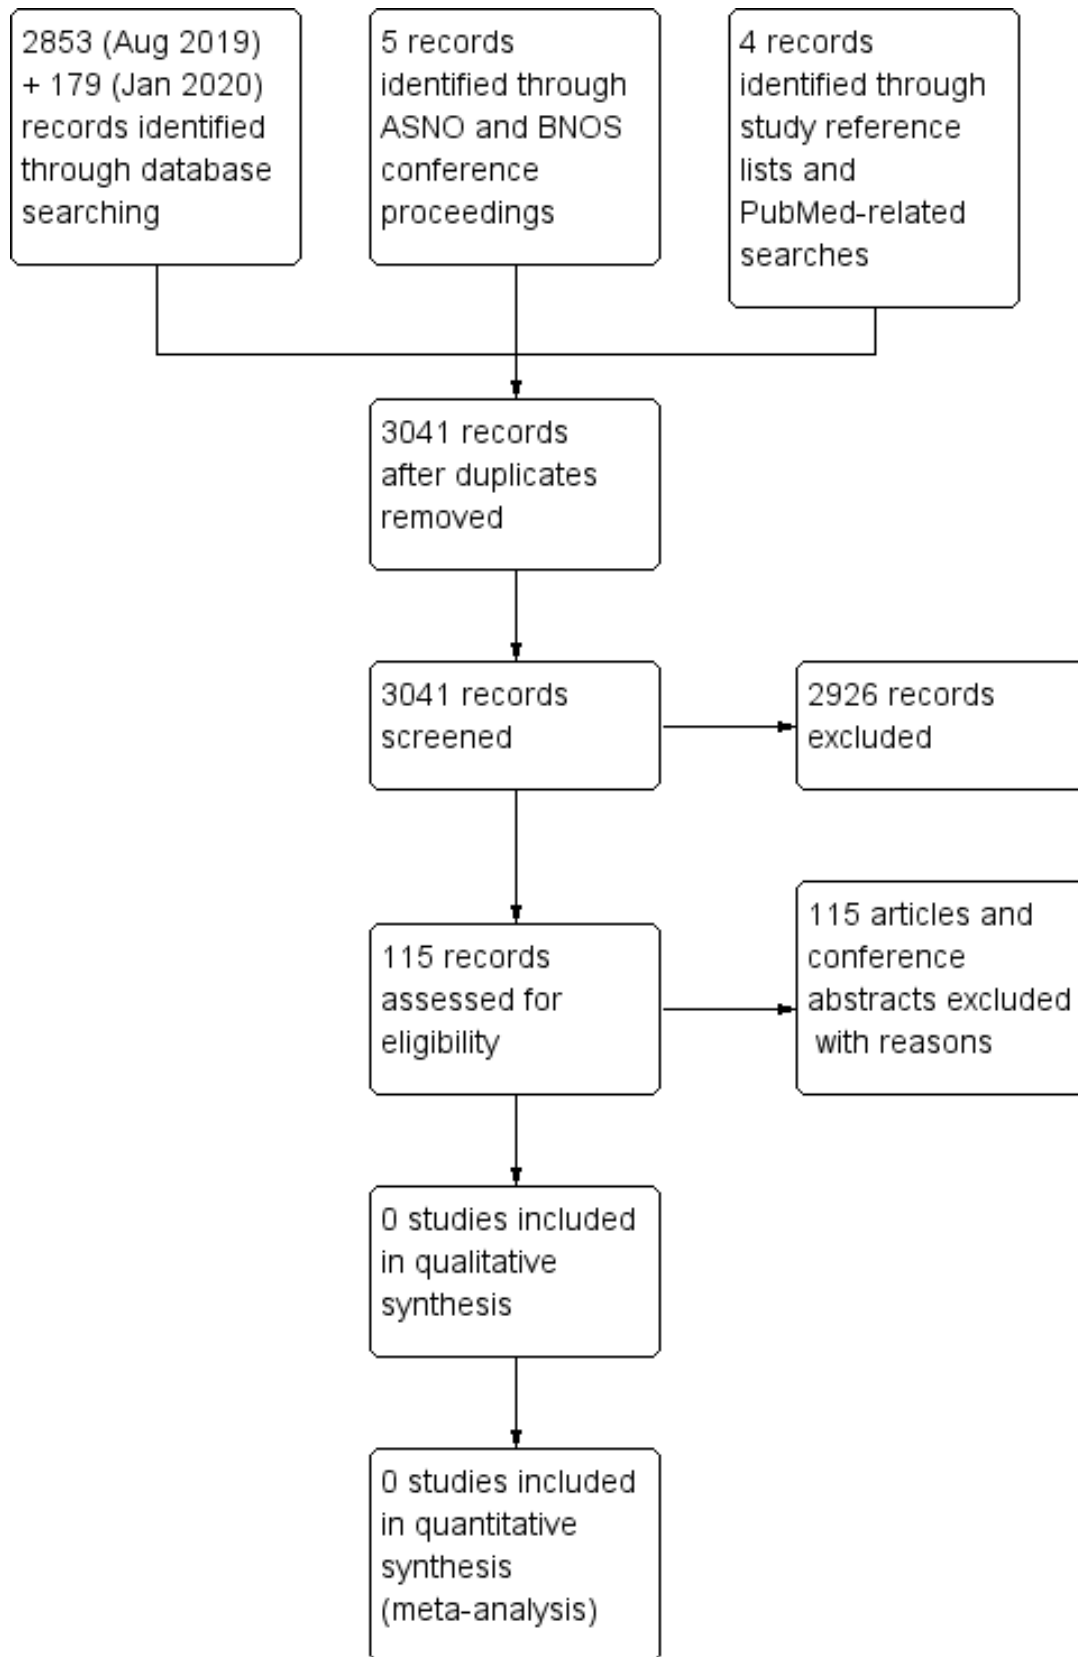 2853 (Aug 2019)
+ 179 (Jan 2020)
records identified
through database
searching
5 records
identified through
ASNO and BNOS
conference
proceedings
4 records
identified through
study reference
lists and
PubMed-related
searches
3041 records
after duplicates
removed
3041 records
screened
2926 records
excluded
115 records
assessed for
eligibility
115 articles and
conference
abstracts excluded
with reasons
0 studies included
in qualitative
synthesis
0 studies included
in quantitative
synthesis
(meta-analysis)